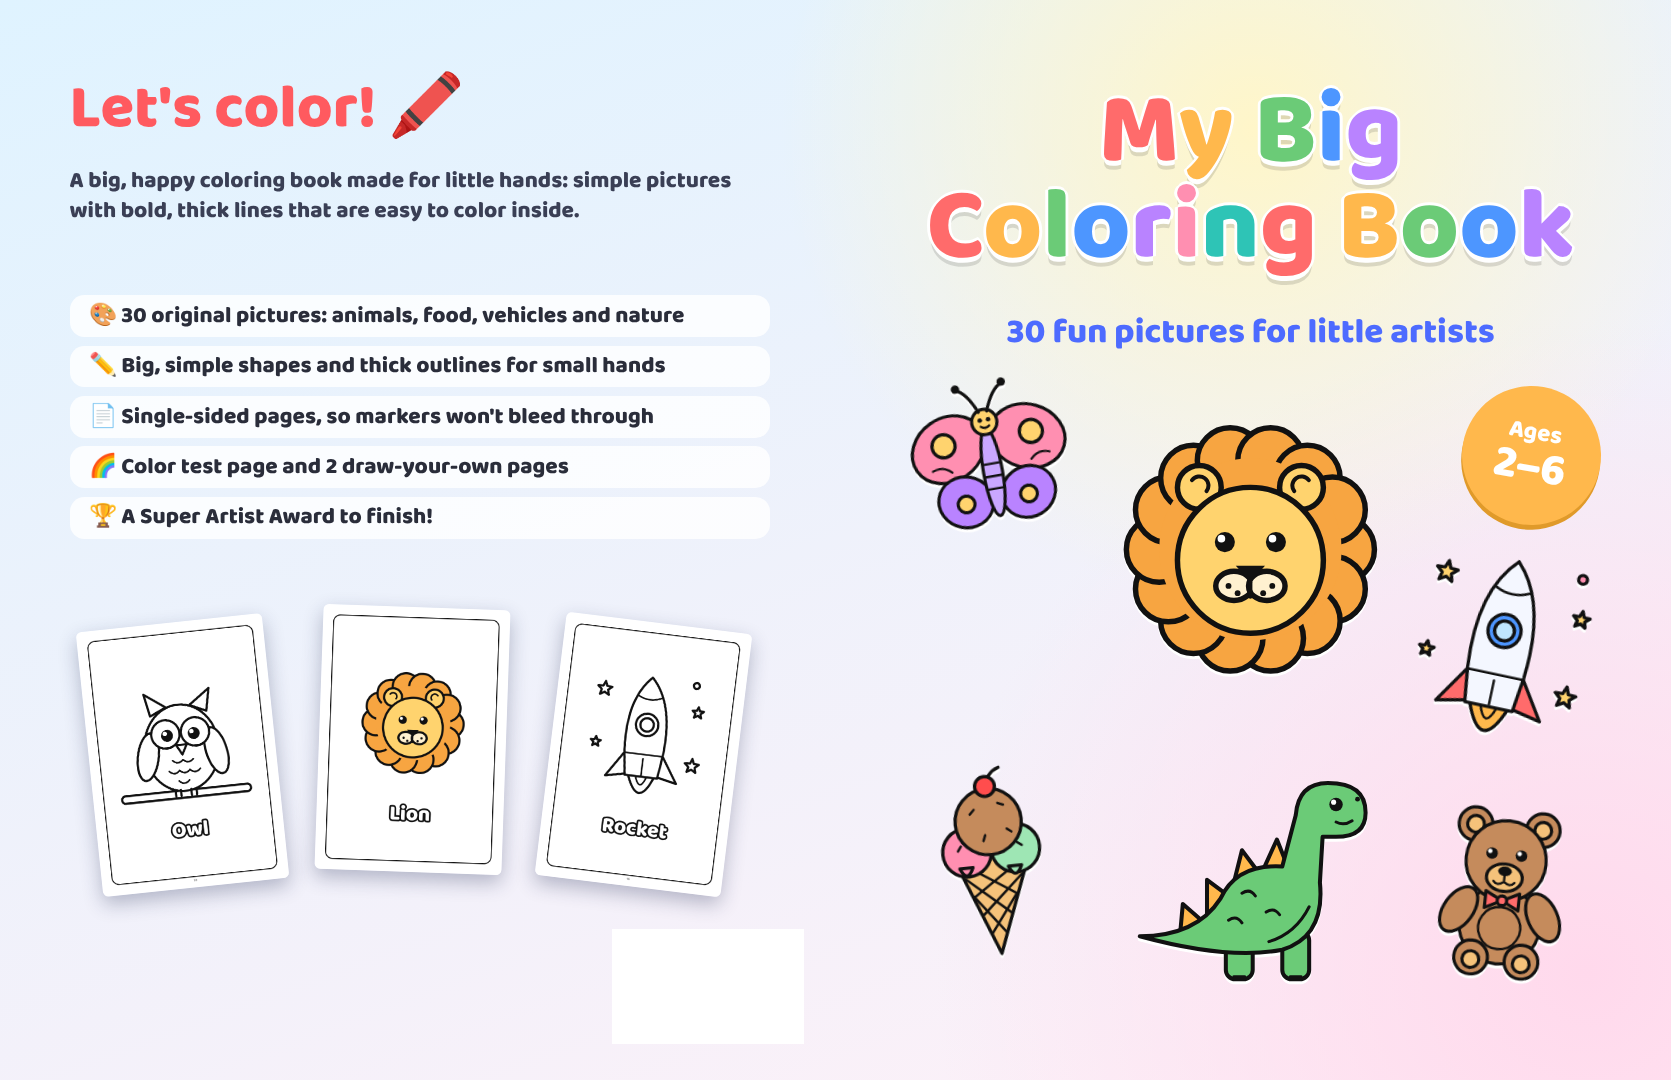 Let's color!
A big, happy coloring book made for little hands: simple pictures
with bold, thick lines that are easy to color inside.
30 original pictures: animals, food, vehicles and nature
Big, simple shapes and thick outlines for small hands
Single-sided pages, so markers won't bleed through
Color test page and 2 draw-your-own pages
A Super Artist Award to finish!
Owl
Lion
Rocket
My Big
Coloring Book
30 fun pictures for little artists
Ages
2–6